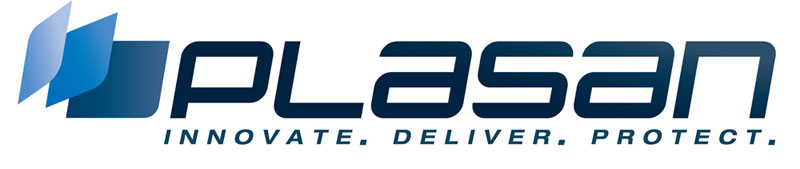 PLASAN
INNOVATE. DELIVER. PROTECT.